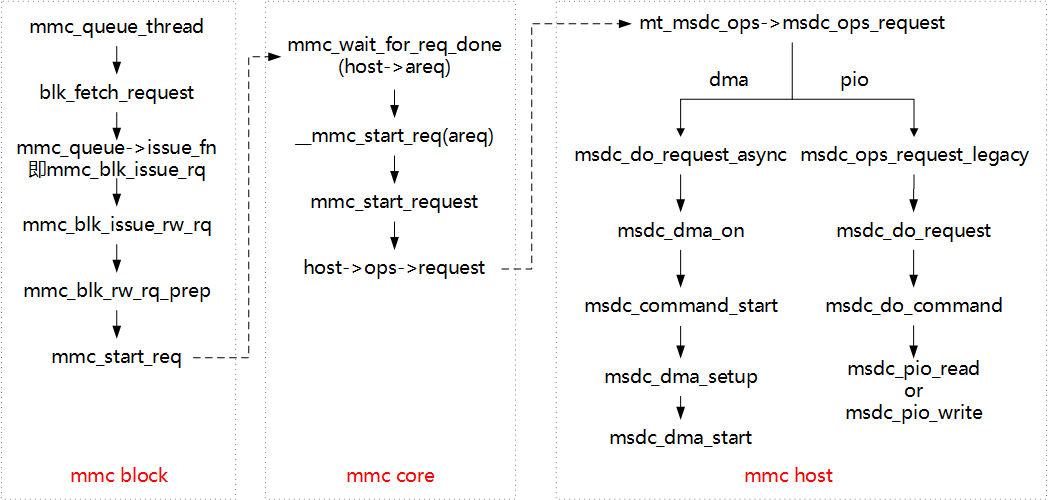 mmc_queue_thread
blk_fetch_request
mmc_queue->issue_fn
即mmc_blk_issue_rq
mmc_blk_issue_rw_rq
mmc_blk_rw_rq_prep
mmc_start_req
mmc block
mmc_wait_for_req_done
(host->areq)
__mmc_start_req(areq)
mmc_start_request
host->ops->request
mmc core
mt_msdc_ops->msdc_ops_request
dma
pio
msdc_do_request_async
msdc_dma_on
msdc_command_start
msdc_dma_setup
msdc_dma_start
msdc_ops_request_legacy
msdc_do_request
msdc_do_command
msdc_pio_read
or
msdc_pio_write
mmc host